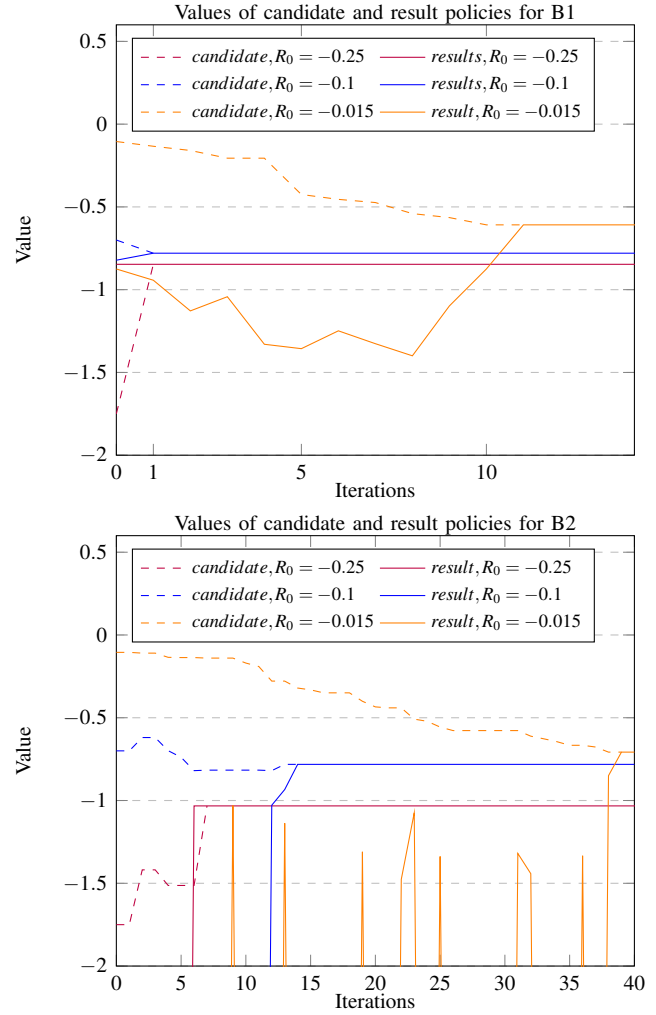 Values of candidate and result policies for B1
candidate, R₀ = −0.25 results, R₀ = −0.25
candidate, R₀ = −0.1 results, R₀ = −0.1
candidate, R₀ = −0.015 result, R₀ = −0.015
0.5
0
−0.5
−1
−1.5
−2
Value
0 1 5 10
Iterations
Values of candidate and result policies for B2
candidate, R₀ = −0.25 result, R₀ = −0.25
candidate, R₀ = −0.1 result, R₀ = −0.1
candidate, R₀ = −0.015 result, R₀ = −0.015
0.5
0
−0.5
−1
−1.5
−2
Value
0 5 10 15 20 25 30 35 40
Iterations